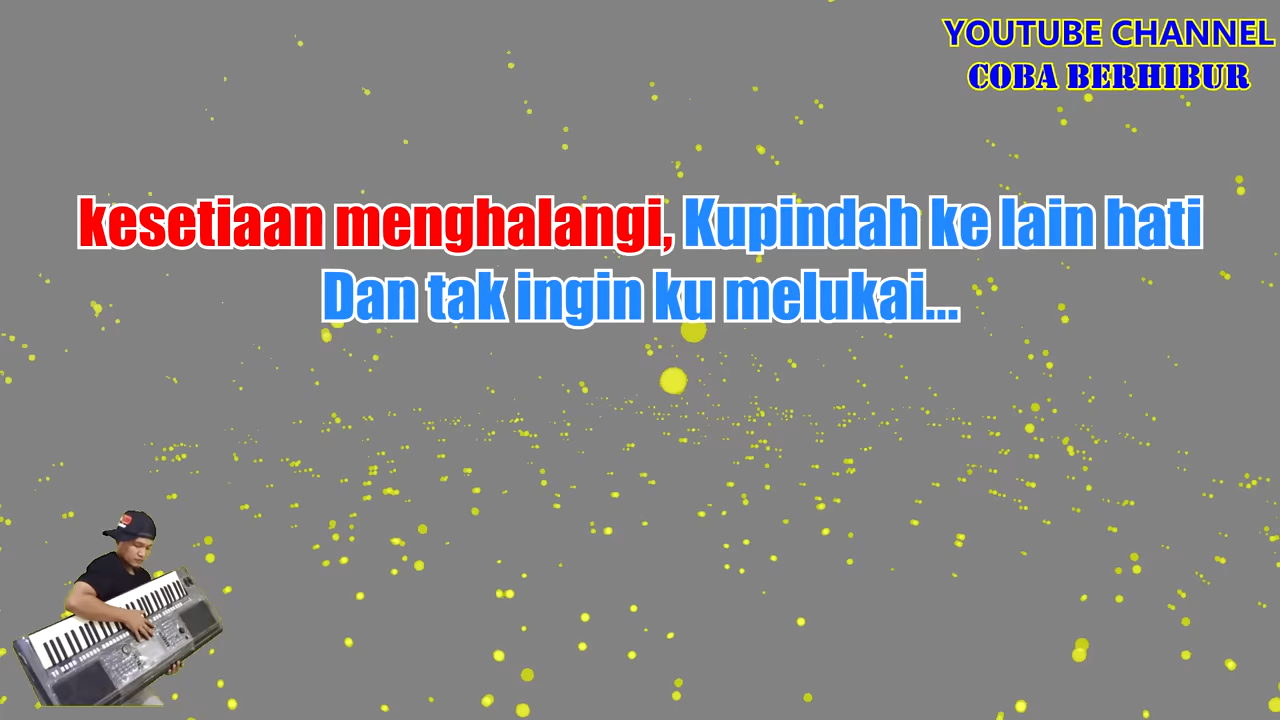 YOUTUBE CHANNEL
COBA BERHIBUR
kesetiaan menghalangi, Kupindah ke lain hati
Dan tak ingin ku melukai...